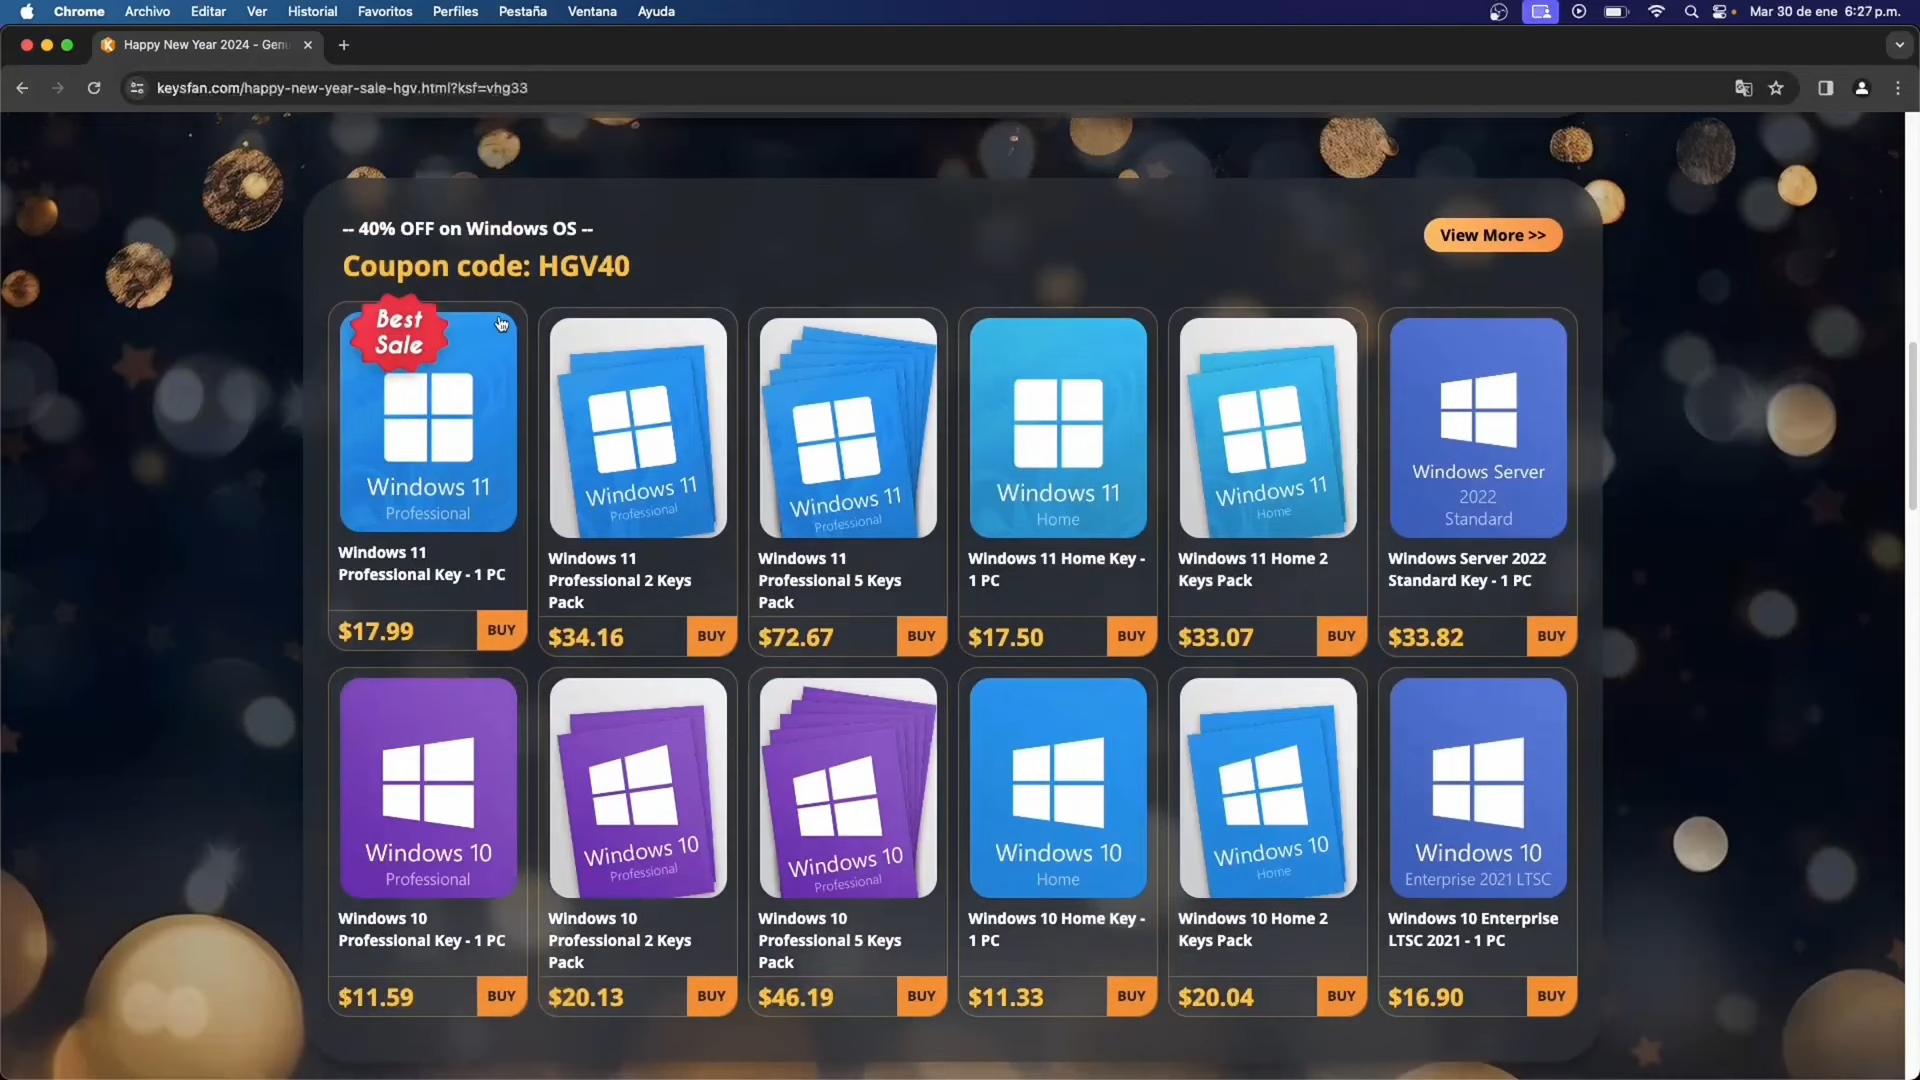 Chrome Archivo Editar Ver Historial Favoritos Perfiles Pestaña Ventana Ayuda Mar 30 de ene 6:27 p.m.
Happy New Year 2024 - Genu
keysfan.com/happy-new-year-sale-hgv.html?ksf=vhg33
-- 40% OFF on Windows OS --
View More >>
Coupon code: HGV40
Best
Sale
Windows 11
Professional
Windows 11
Professional
Windows 11
Professional
Windows 11
Home
Windows 11
Home
Windows Server
2022
Standard
Windows 11
Professional Key - 1 PC
Windows 11
Professional 2 Keys
Pack
Windows 11
Professional 5 Keys
Pack
Windows 11 Home Key -
1 PC
Windows 11 Home 2
Keys Pack
Windows Server 2022
Standard Key - 1 PC
$17.99 BUY
$34.16 BUY
$72.67 BUY
$17.50 BUY
$33.07 BUY
$33.82 BUY
Windows 10
Professional
Windows 10
Professional
Windows 10
Professional
Windows 10
Home
Windows 10
Home
Windows 10
Enterprise 2021 LTSC
Windows 10
Professional Key - 1 PC
Windows 10
Professional 2 Keys
Pack
Windows 10
Professional 5 Keys
Pack
Windows 10 Home Key -
1 PC
Windows 10 Home 2
Keys Pack
Windows 10 Enterprise
LTSC 2021 - 1 PC
$11.59 BUY
$20.13 BUY
$46.19 BUY
$11.33 BUY
$20.04 BUY
$16.90 BUY